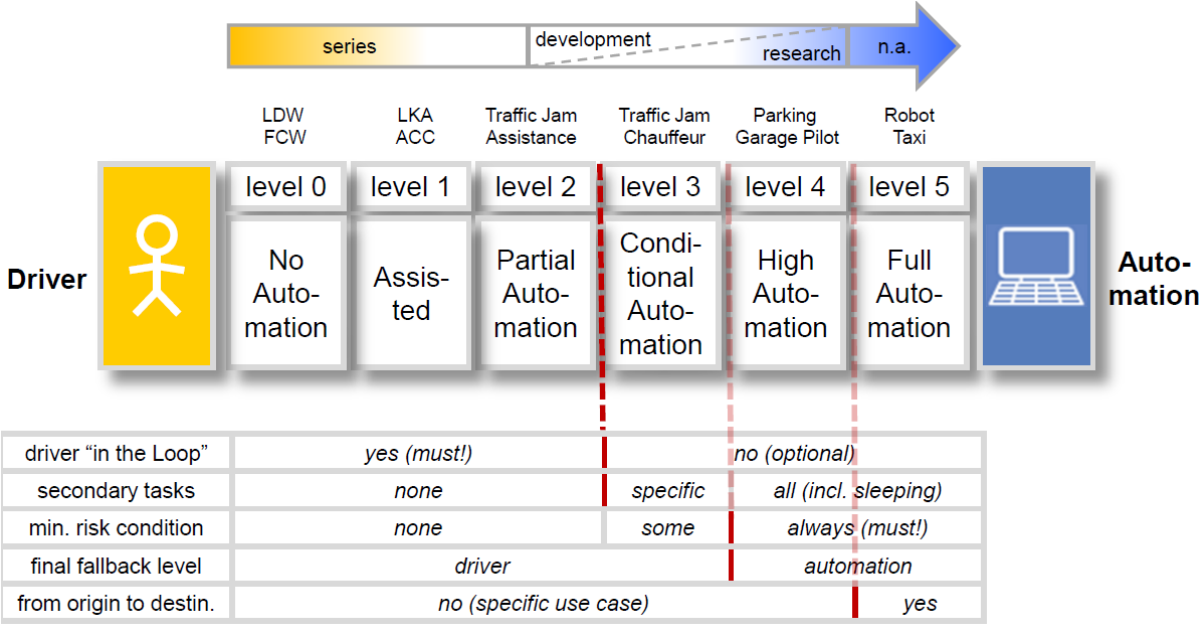 series
development
research
n.a.
LDW
FCW
LKA
ACC
Traffic Jam
Assistance
Traffic Jam
Chauffeur
Parking
Garage Pilot
Robot
Taxi
Driver
level 0
level 1
level 2
level 3
level 4
level 5
No
Auto-
mation
Assis-
ted
Partial
Auto-
mation
Condi-
tional
Auto-
mation
High
Auto-
mation
Full
Auto-
mation
Auto-
mation
driver “in the Loop” yes (must!) no (optional)
secondary tasks none specific all (incl. sleeping)
min. risk condition none some always (must!)
final fallback level driver automation
from origin to destin. no (specific use case) yes